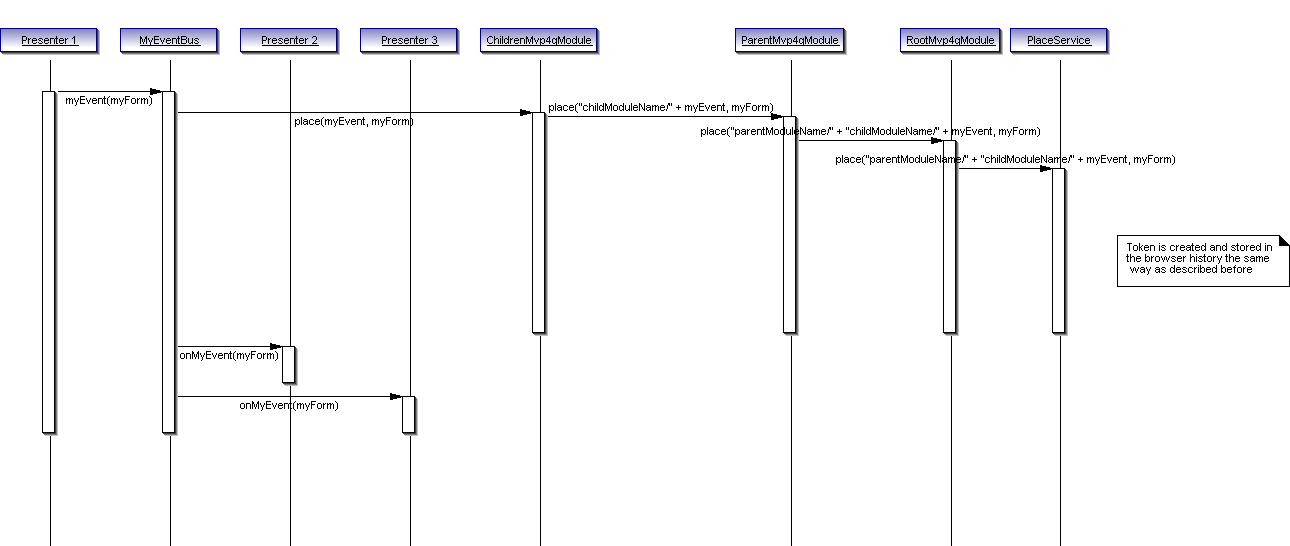 Presenter 1
MyEventBus
Presenter 2
Presenter 3
ChildrenMvp4gModule
ParentMvp4gModule
RootMvp4gModule
PlaceService
myEvent(myForm)
place("childModuleName/" + myEvent, myForm)
place(myEvent, myForm)
place("parentModuleName/" + "childModuleName/" + myEvent, myForm)
place("parentModuleName/" + "childModuleName/" + myEvent, myForm)
Token is created and stored in
the browser history the same
way as described before
onMyEvent(myForm)
onMyEvent(myForm)